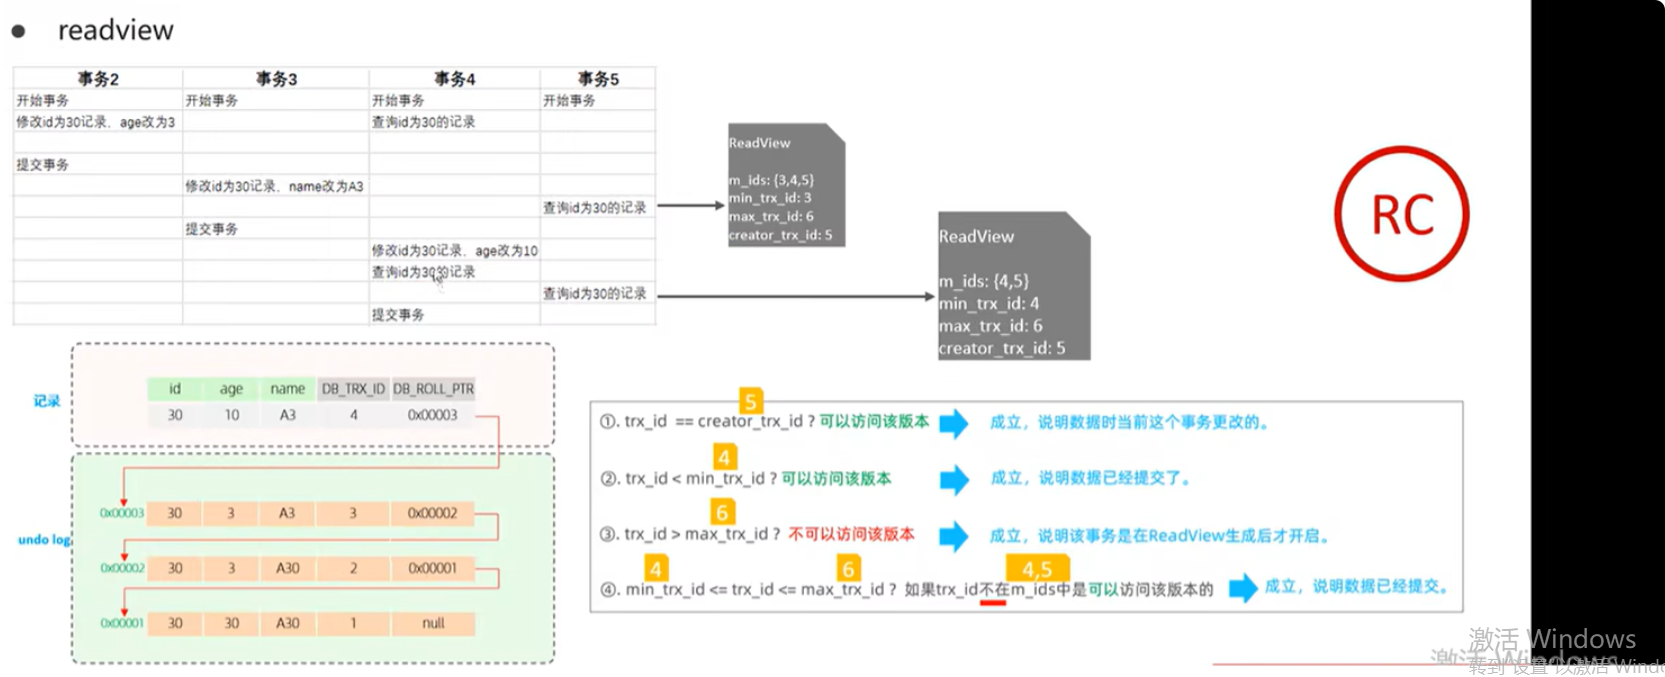 ● readview
事务2 事务3 事务4 事务5
开始事务 开始事务 开始事务 开始事务
修改id为30记录，age改为3 查询id为30的记录
提交事务
修改id为30记录，name改为A3
查询id为30的记录
提交事务
修改id为30记录，age改为10
查询id为30的记录
查询id为30的记录
提交事务
ReadView
m_ids: {3,4,5}
min_trx_id: 3
max_trx_id: 6
creator_trx_id: 5
ReadView
m_ids: {4,5}
min_trx_id: 4
max_trx_id: 6
creator_trx_id: 5
RC
记录
id age name DB_TRX_ID DB_ROLL_PTR
30 10 A3 4 0x00003
undo log
0x00003 30 3 A3 3 0x00002
0x00002 30 3 A30 2 0x00001
0x00001 30 30 A30 1 null
5
①. trx_id == creator_trx_id ? 可以访问该版本 成立，说明数据时当前这个事务更改的。
4
②. trx_id < min_trx_id ? 可以访问该版本 成立，说明数据已经提交了。
6
③. trx_id > max_trx_id ? 不可以访问该版本 成立，说明该事务是在ReadView生成后才开启。
4 6 4,5
④. min_trx_id <= trx_id <= max_trx_id ? 如果trx_id不在m_ids中是可以访问该版本的 成立，说明数据已经提交。
激活 Windows
激活 Windows
转到"设置"以激活 Windo